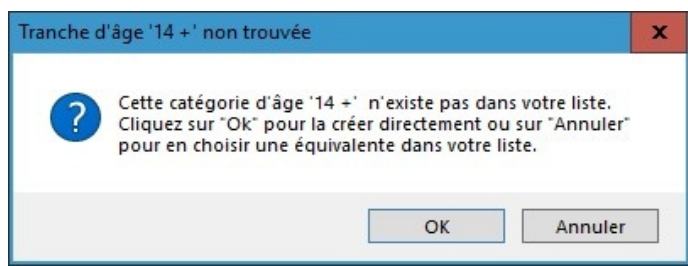 Tranche d'âge '14 +' non trouvée
x
?
Cette catégorie d'âge '14 +'  n'existe pas dans votre liste.
Cliquez sur "Ok" pour la créer directement ou sur "Annuler"
pour en choisir une équivalente dans votre liste.
OK Annuler